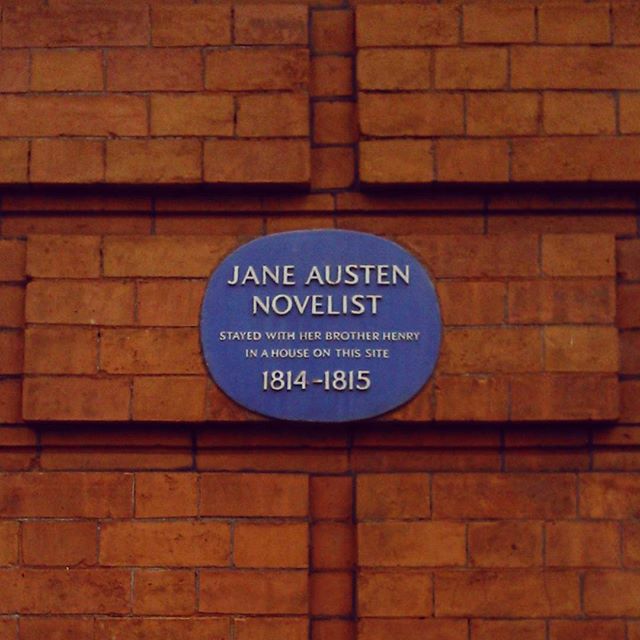 JANE AUSTEN
NOVELIST
STAYED WITH HER BROTHER HENRY
IN A HOUSE ON THIS SITE
1814-1815